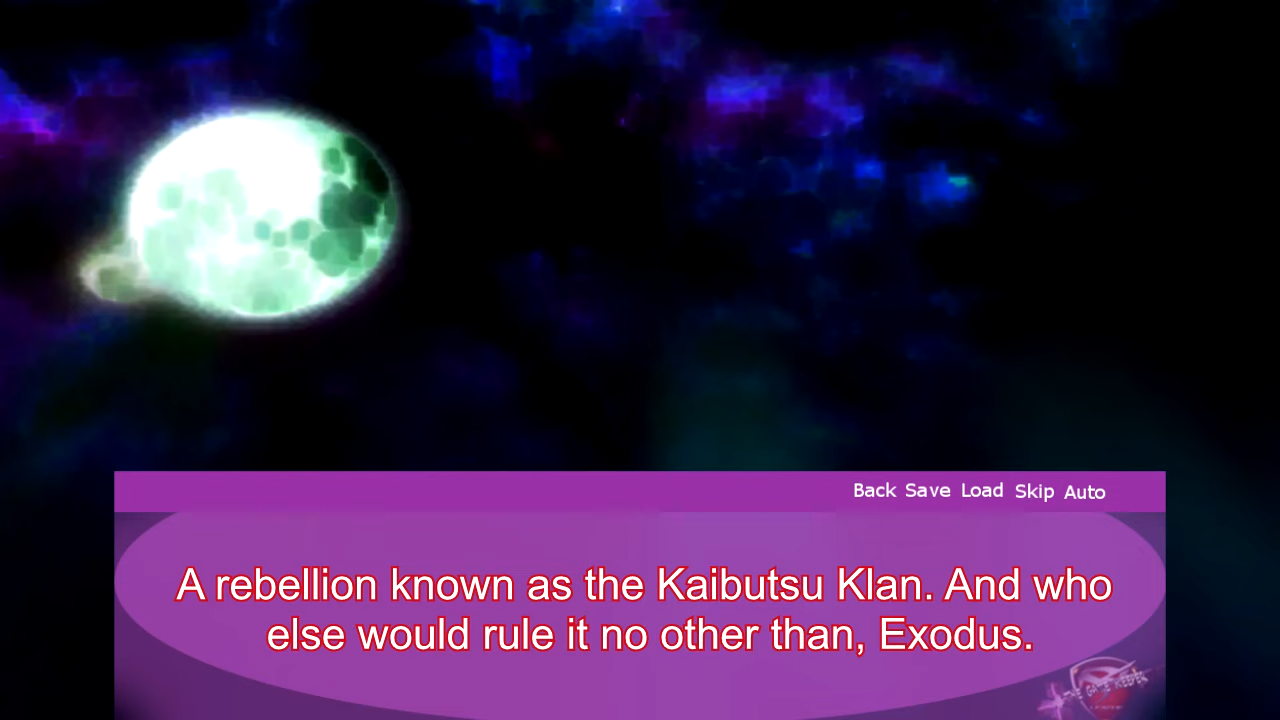 Back Save Load Skip Auto
A rebellion known as the Kaibutsu Klan. And who
else would rule it no other than, Exodus.